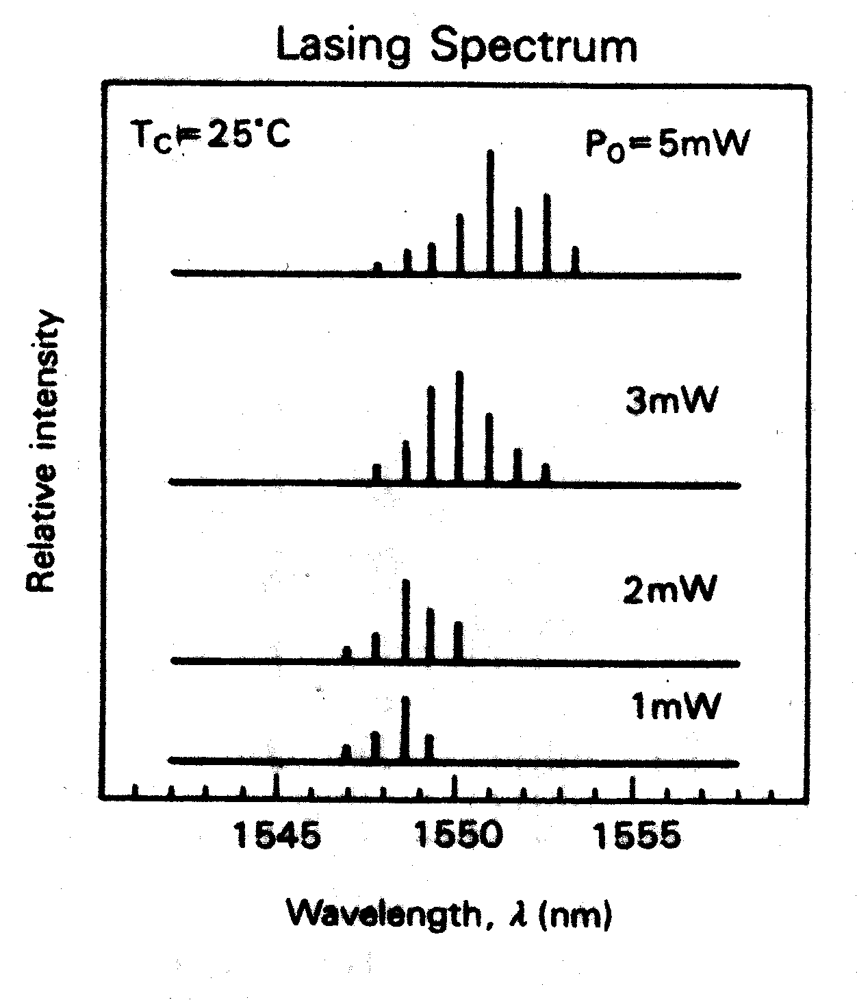 Lasing Spectrum
Tc=25°C
Po=5mW
3mW
2mW
1mW
Relative intensity
1545 1550 1555
Wavelength, λ (nm)